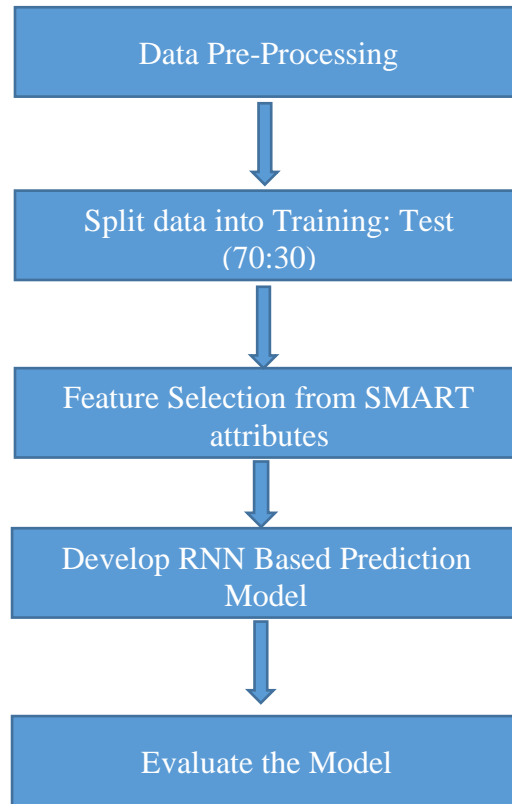 Data Pre-Processing
Split data into Training: Test
(70:30)
Feature Selection from SMART
attributes
Develop RNN Based Prediction
Model
Evaluate the Model